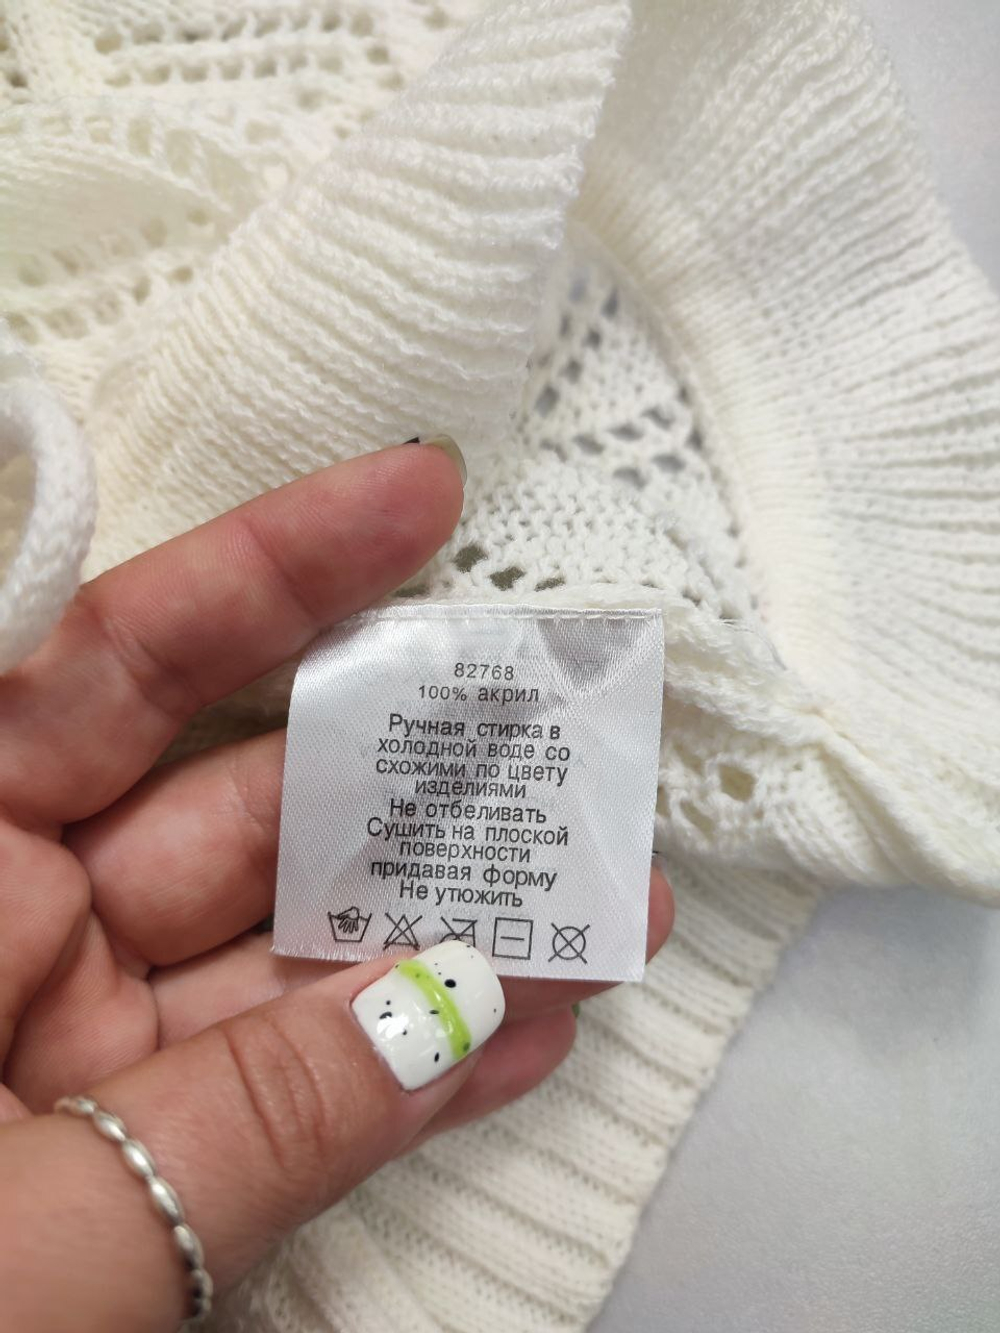 82768
100% акрил
Ручная стирка в
холодной воде со
схожими по цвету
изделиями
Не отбеливать
Сушить на плоской
поверхности
придавая форму
Не утюжить